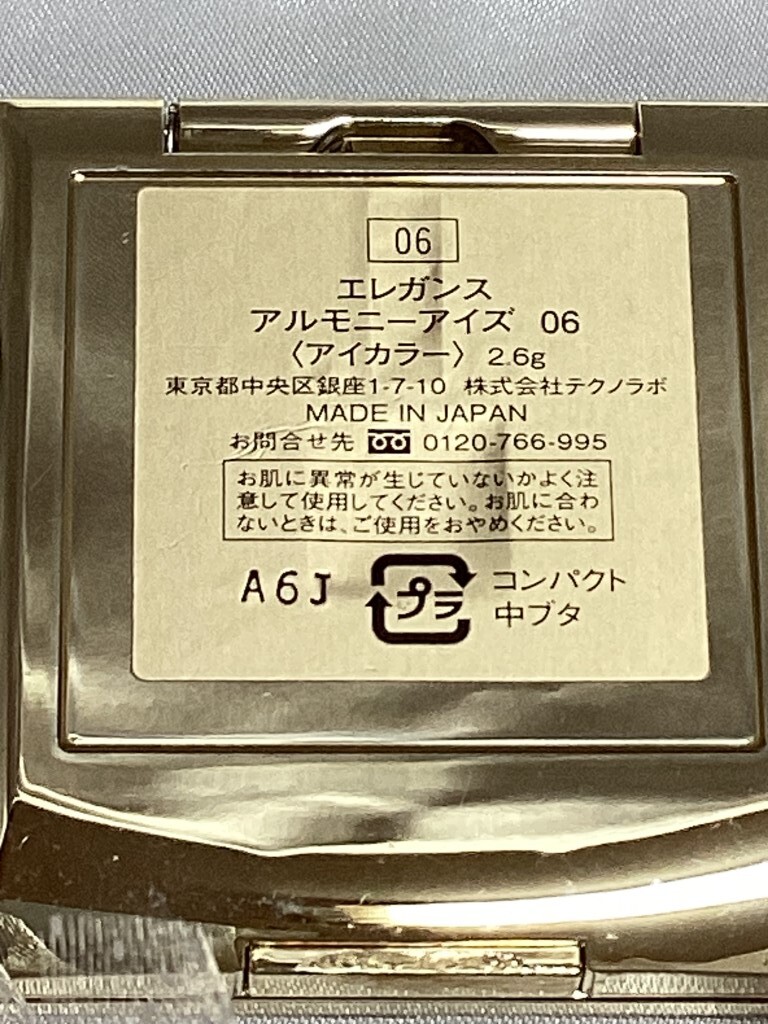 06
エレガンス
アルモニーアイズ 06
〈アイカラー〉 2.6g
東京都中央区銀座1-7-10 株式会社テクノラボ
MADE IN JAPAN
お問合せ先 0120-766-995
お肌に異常が生じていないかよく注
意して使用してください。お肌に合わ
ないときは、ご使用をおやめください。
A6J プラ コンパクト
中ブタ